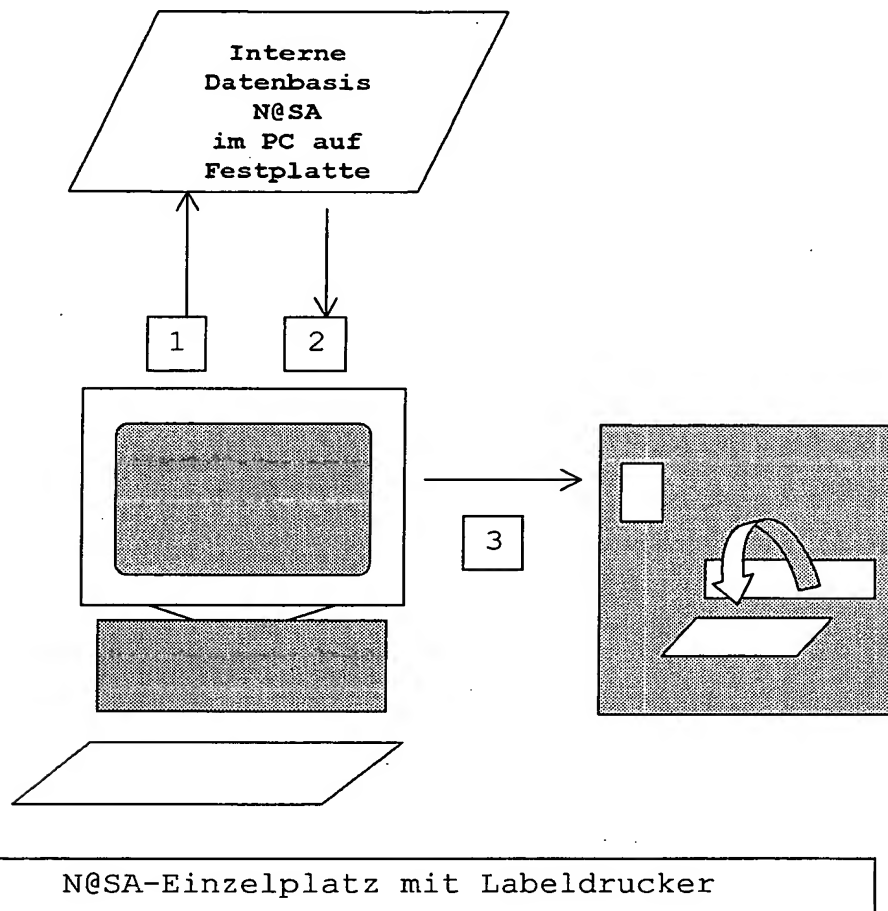 Interne
Datenbasis
N@SA
im PC auf
Festplatte
1 2
3
N@SA-Einzelplatz mit Labeldrucker